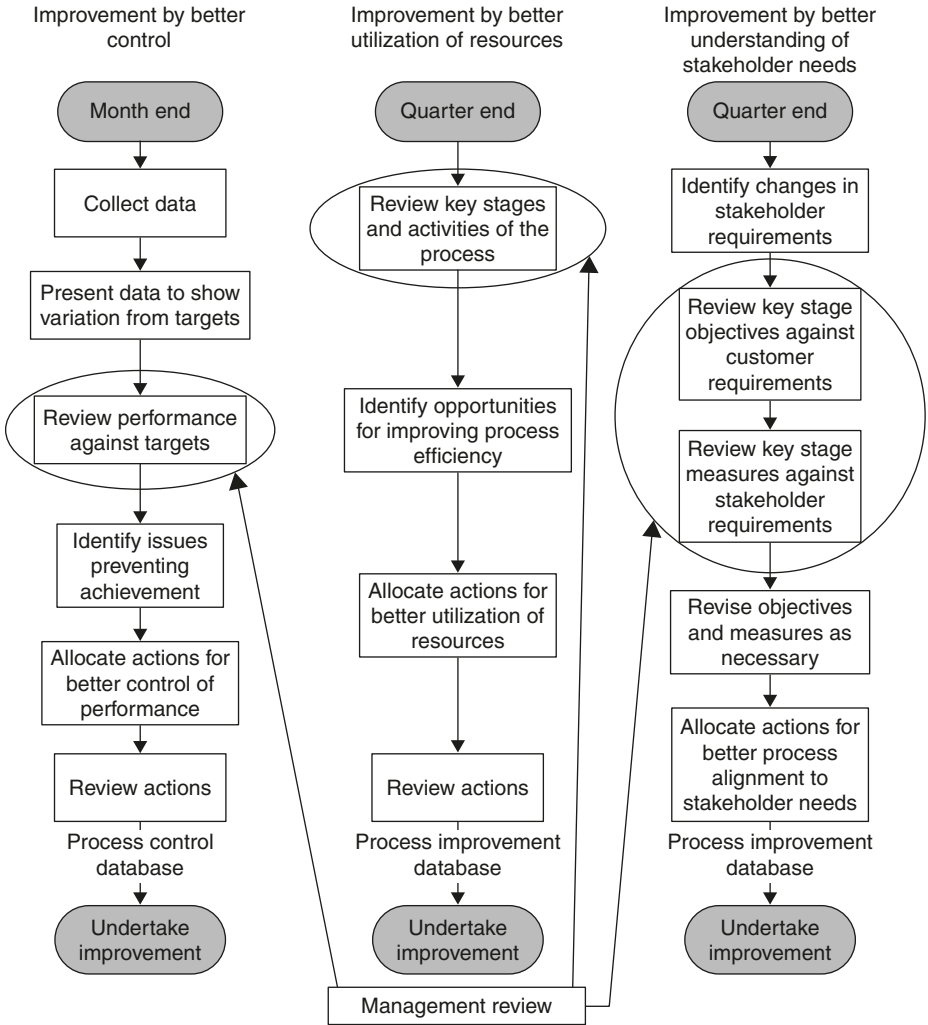 Improvement by better
control
Month end
Collect data
Present data to show
variation from targets
Review performance
against targets
Identify issues
preventing
achievement
Allocate actions for
better control of
performance
Review actions
Process control
database
Undertake
improvement
Improvement by better
utilization of resources
Quarter end
Review key stages
and activities of the
process
Identify opportunities
for improving process
efficiency
Allocate actions for
better utilization of
resources
Review actions
Process improvement
database
Undertake
improvement
Improvement by better
understanding of
stakeholder needs
Quarter end
Identify changes in
stakeholder
requirements
Review key stage
objectives against
customer
requirements
Review key stage
measures against
stakeholder
requirements
Revise objectives
and measures as
necessary
Allocate actions for
better process
alignment to
stakeholder needs
Process improvement
database
Undertake
improvement
Management review